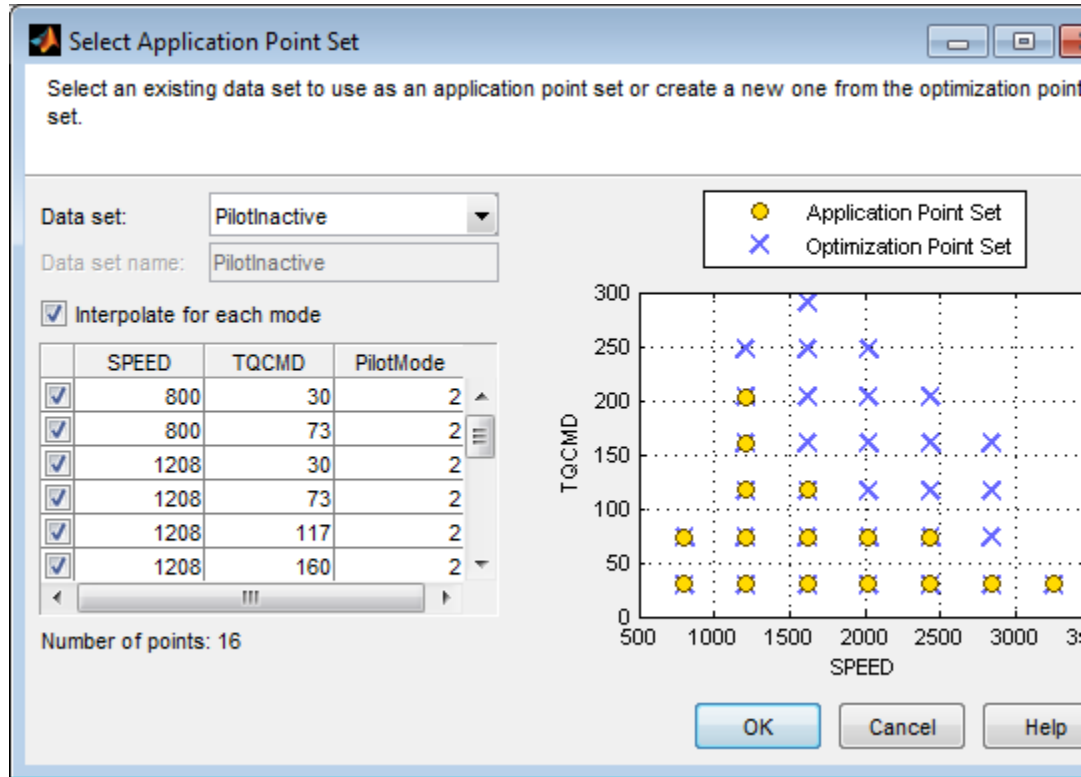 Select Application Point Set
Select an existing data set to use as an application point set or create a new one from the optimization point
set.
Data set: PilotInactive
Data set name: PilotInactive
Interpolate for each mode
SPEED TQCMD PilotMode
800 30 2
800 73 2
1208 30 2
1208 73 2
1208 117 2
1208 160 2
Number of points: 16
Application Point Set
Optimization Point Set
300
250
200
150
100
50
0
TQCMD
500 1000 1500 2000 2500 3000
SPEED
OK Cancel Help